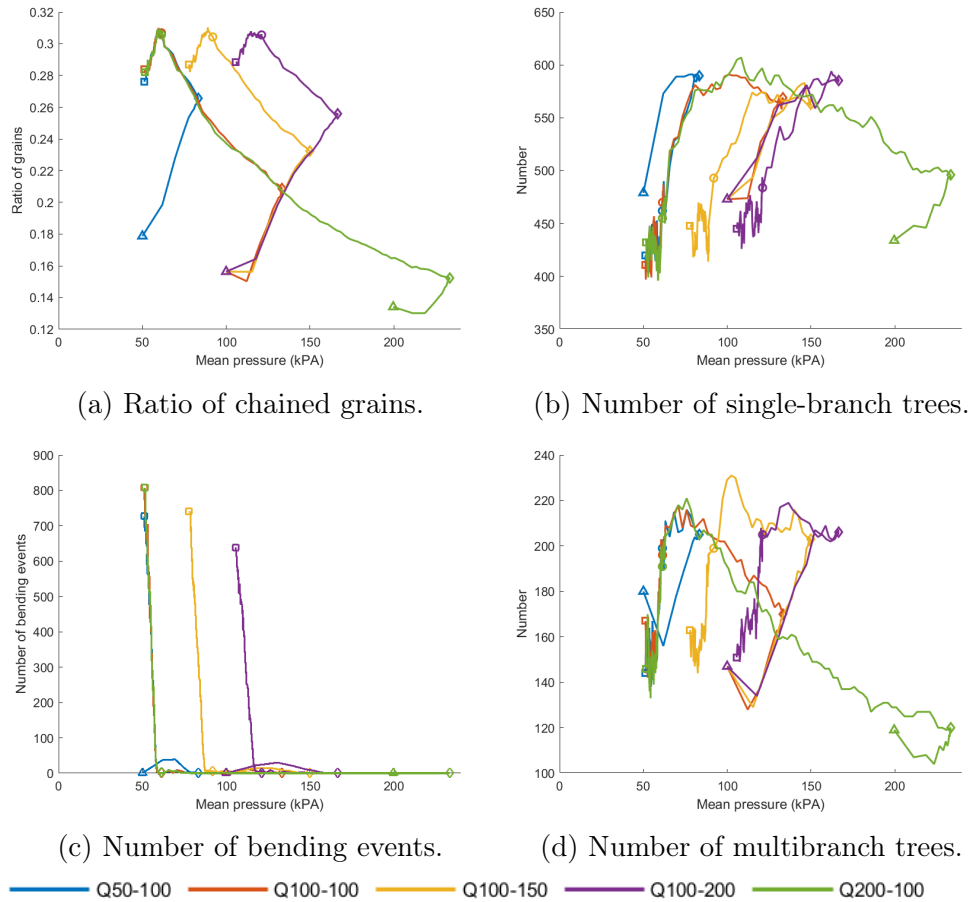 0.32
0.3
0.28
0.26
0.24
0.22
0.2
0.18
0.16
0.14
0.12
Ratio of grains
0 50 100 150 200
Mean pressure (kPA)
(a) Ratio of chained grains.
650
600
550
500
450
400
350
Number
0 50 100 150 200
Mean pressure (kPA)
(b) Number of single-branch trees.
900
800
700
600
500
400
300
200
100
0
Number of bending events
0 50 100 150 200
Mean pressure (kPA)
(c) Number of bending events.
240
220
200
180
160
140
120
100
Number
0 50 100 150 200
Mean pressure (kPA)
(d) Number of multibranch trees.
Q50-100 Q100-100 Q100-150 Q100-200 Q200-100